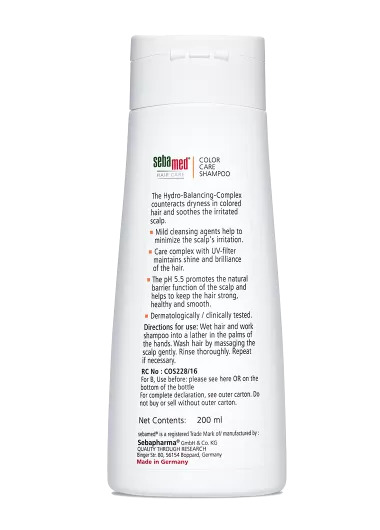 sebamed®
HAIR CARE
COLOR
CARE
SHAMPOO
The Hydro-Balancing-Complex
counteracts dryness in colored
hair and soothes the irritated
scalp.
Mild cleansing agents help to
minimize the scalp's irritation.
Care complex with UV-filter
maintains shine and brilliance
of the hair.
The pH 5.5 promotes the natural
barrier function of the scalp and
helps to keep the hair strong,
healthy and smooth.
Dermatologically / clinically tested.
Directions for use: Wet hair and work
shampoo into a lather in the palms of
the hands. Wash hair by massaging the
scalp gently. Rinse thoroughly. Repeat
if necessary.
RC No : COS228/16
For B, Use before: please see here OR on the
bottom of the bottle
For complete declaration, see outer carton. Do
not buy or sell without outer carton.
Net Contents: 200 ml
sebamed® is a registered Trade Mark of/ manufactured by :
Sebapharma® GmbH & Co. KG
QUALITY THROUGH RESEARCH
Binger Str. 80, 56154 Boppard, Germany
Made in Germany